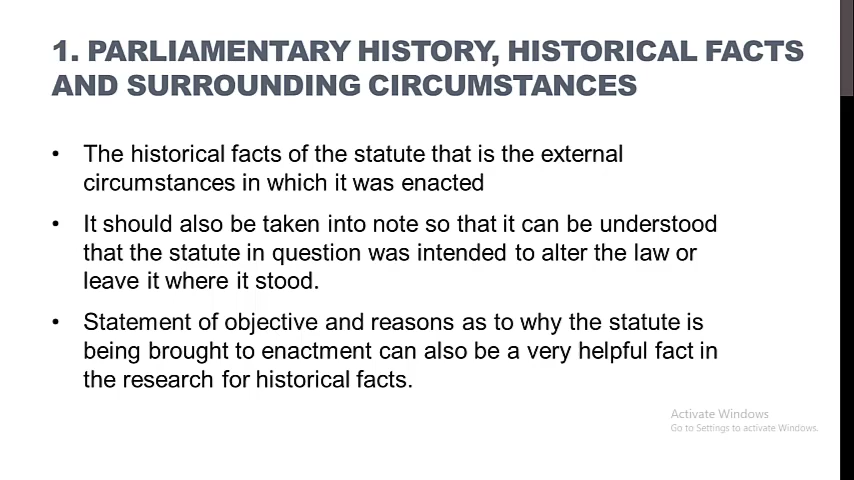 1. PARLIAMENTARY HISTORY, HISTORICAL FACTS
AND SURROUNDING CIRCUMSTANCES
• The historical facts of the statute that is the external
circumstances in which it was enacted
• It should also be taken into note so that it can be understood
that the statute in question was intended to alter the law or
leave it where it stood.
• Statement of objective and reasons as to why the statute is
being brought to enactment can also be a very helpful fact in
the research for historical facts.
Activate Windows
Go to Settings to activate Windows.